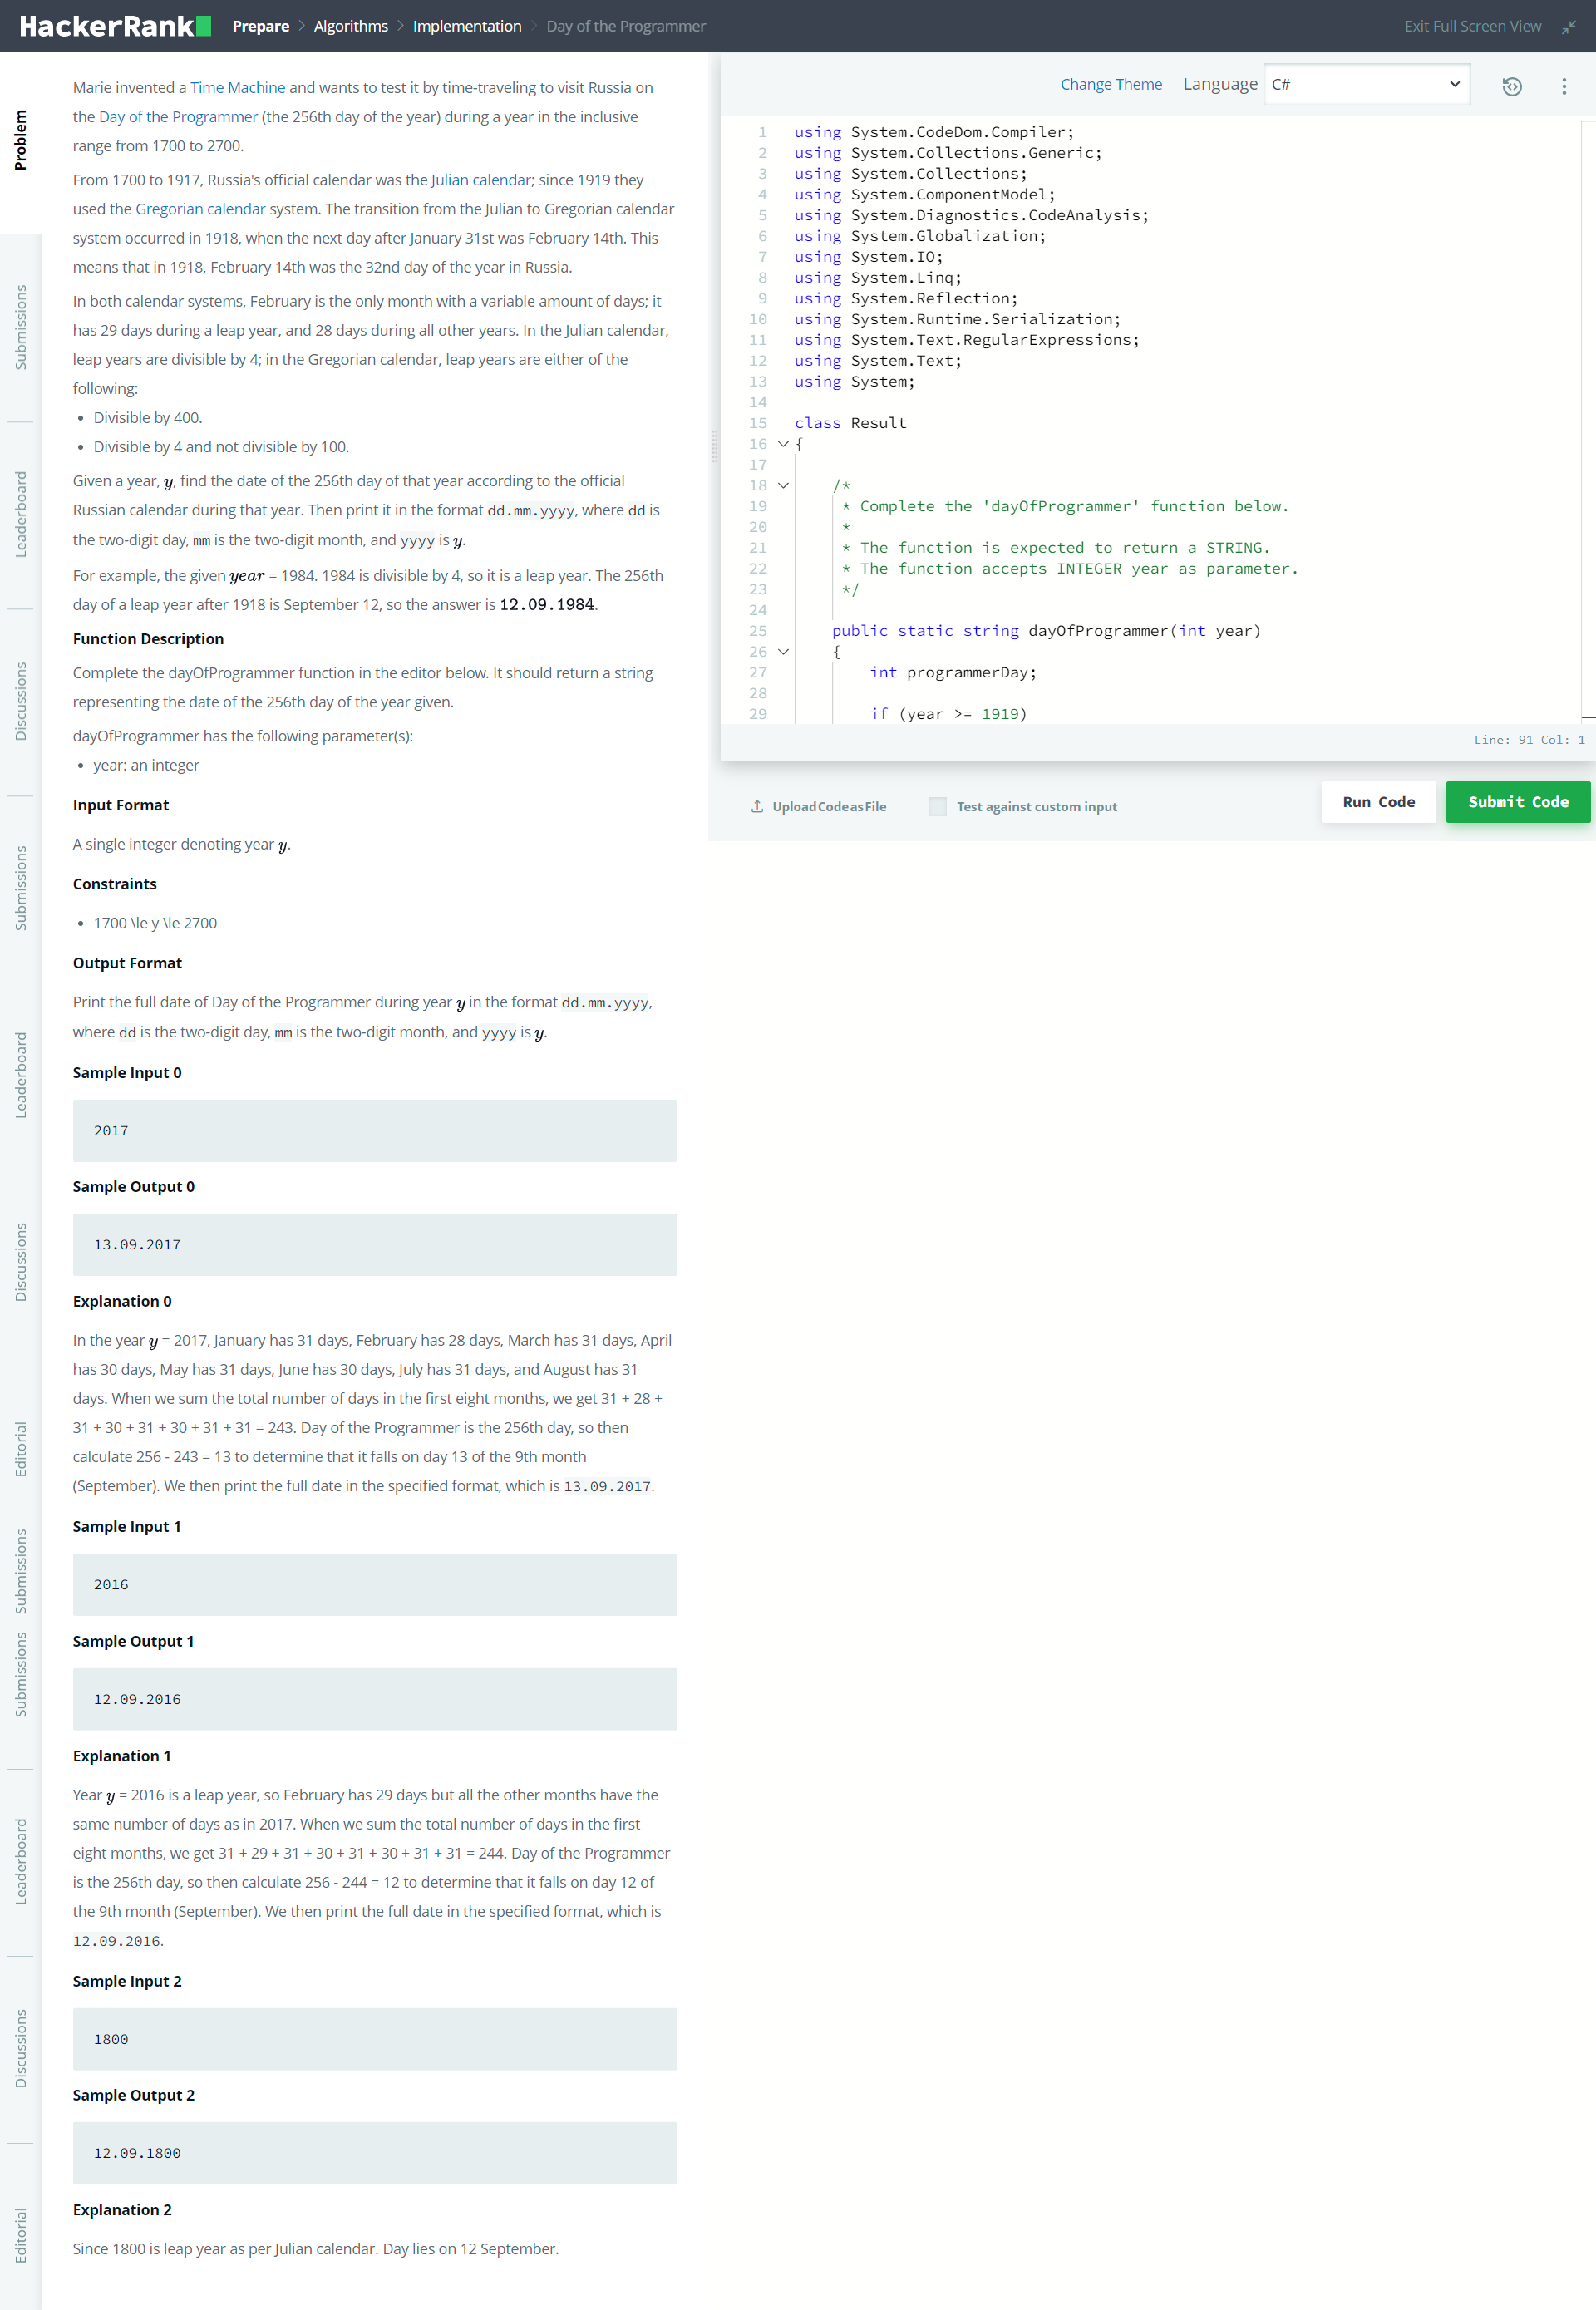 HackerRank Prepare > Algorithms > Implementation > Day of the Programmer Exit Full Screen View
Problem
Submissions
Leaderboard
Discussions
Submissions
Leaderboard
Discussions
Editorial
Submissions
Submissions
Leaderboard
Discussions
Editorial
Marie invented a Time Machine and wants to test it by time-traveling to visit Russia on
the Day of the Programmer (the 256th day of the year) during a year in the inclusive
range from 1700 to 2700.
From 1700 to 1917, Russia's official calendar was the Julian calendar; since 1919 they
used the Gregorian calendar system. The transition from the Julian to Gregorian calendar
system occurred in 1918, when the next day after January 31st was February 14th. This
means that in 1918, February 14th was the 32nd day of the year in Russia.
In both calendar systems, February is the only month with a variable amount of days; it
has 29 days during a leap year, and 28 days during all other years. In the Julian calendar,
leap years are divisible by 4; in the Gregorian calendar, leap years are either of the
following:
• Divisible by 400.
• Divisible by 4 and not divisible by 100.
Given a year, y, find the date of the 256th day of that year according to the official
Russian calendar during that year. Then print it in the format dd.mm.yyyy, where dd is
the two-digit day, mm is the two-digit month, and yyyy is y.
For example, the given year = 1984. 1984 is divisible by 4, so it is a leap year. The 256th
day of a leap year after 1918 is September 12, so the answer is 12.09.1984.
Function Description
Complete the dayOfProgrammer function in the editor below. It should return a string
representing the date of the 256th day of the year given.
dayOfProgrammer has the following parameter(s):
• year: an integer
Input Format
A single integer denoting year y.
Constraints
• 1700 \le y \le 2700
Output Format
Print the full date of Day of the Programmer during year y in the format dd.mm.yyyy,
where dd is the two-digit day, mm is the two-digit month, and yyyy is y.
Sample Input 0
2017
Sample Output 0
13.09.2017
Explanation 0
In the year y = 2017, January has 31 days, February has 28 days, March has 31 days, April
has 30 days, May has 31 days, June has 30 days, July has 31 days, and August has 31
days. When we sum the total number of days in the first eight months, we get 31 + 28 +
31 + 30 + 31 + 30 + 31 + 31 = 243. Day of the Programmer is the 256th day, so then
calculate 256 - 243 = 13 to determine that it falls on day 13 of the 9th month
(September). We then print the full date in the specified format, which is 13.09.2017.
Sample Input 1
2016
Sample Output 1
12.09.2016
Explanation 1
Year y = 2016 is a leap year, so February has 29 days but all the other months have the
same number of days as in 2017. When we sum the total number of days in the first
eight months, we get 31 + 29 + 31 + 30 + 31 + 30 + 31 + 31 = 244. Day of the Programmer
is the 256th day, so then calculate 256 - 244 = 12 to determine that it falls on day 12 of
the 9th month (September). We then print the full date in the specified format, which is
12.09.2016.
Sample Input 2
1800
Sample Output 2
12.09.1800
Explanation 2
Since 1800 is leap year as per Julian calendar. Day lies on 12 September.
Change Theme Language C#
1 using System.CodeDom.Compiler;
2 using System.Collections.Generic;
3 using System.Collections;
4 using System.ComponentModel;
5 using System.Diagnostics.CodeAnalysis;
6 using System.Globalization;
7 using System.IO;
8 using System.Linq;
9 using System.Reflection;
10 using System.Runtime.Serialization;
11 using System.Text.RegularExpressions;
12 using System.Text;
13 using System;
14
15 class Result
16 {
17
18 /*
19 * Complete the 'dayOfProgrammer' function below.
20 *
21 * The function is expected to return a STRING.
22 * The function accepts INTEGER year as parameter.
23 */
24
25 public static string dayOfProgrammer(int year)
26 {
27 int programmerDay;
28
29 if (year >= 1919)
Line: 91 Col: 1
Upload Code as File Test against custom input Run Code Submit Code